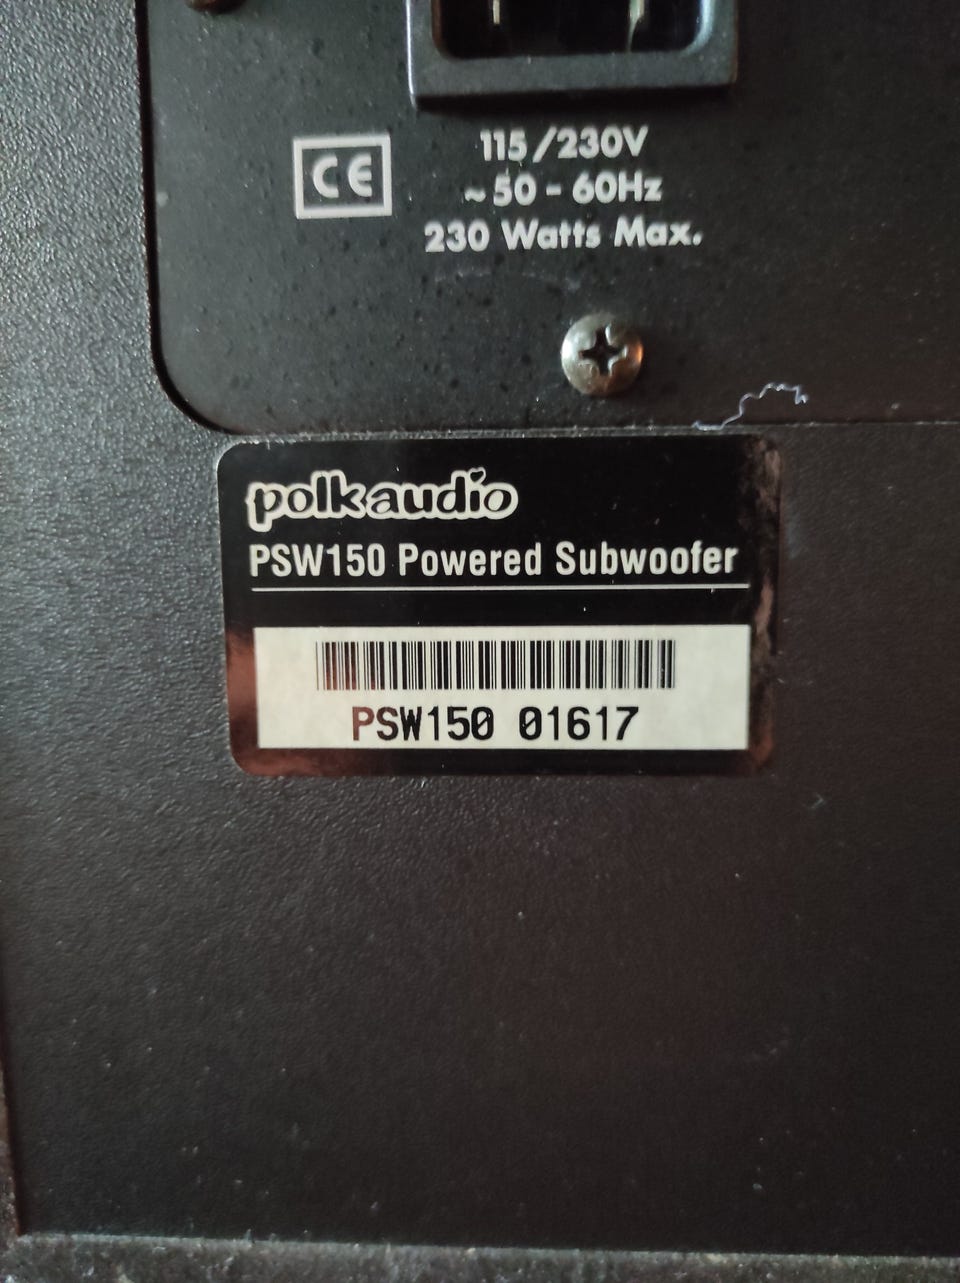 CE
115/230V
~50-60Hz
230 Watts Max.
polkaudio
PSW150 Powered Subwoofer
PSW150 01617